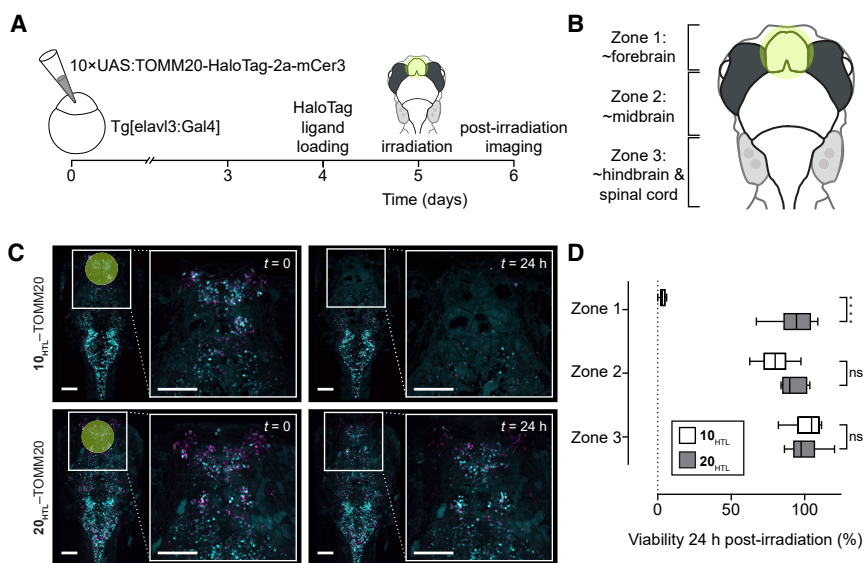 A
10×UAS:TOMM20-HaloTag-2a-mCer3
Tg[elavl3:Gal4]
HaloTag
ligand
loading
irradiation
post-irradiation
imaging
0
3
4
5
6
Time (days)
B
Zone 1:
~forebrain
Zone 2:
~midbrain
Zone 3:
~hindbrain &
spinal cord
C
10HTL–TOMM20
t = 0
t = 24 h
20HTL–TOMM20
t = 0
t = 24 h
D
Zone 1
****
Zone 2
ns
Zone 3
ns
10HTL
20HTL
0
50
100
Viability 24 h post-irradiation (%)